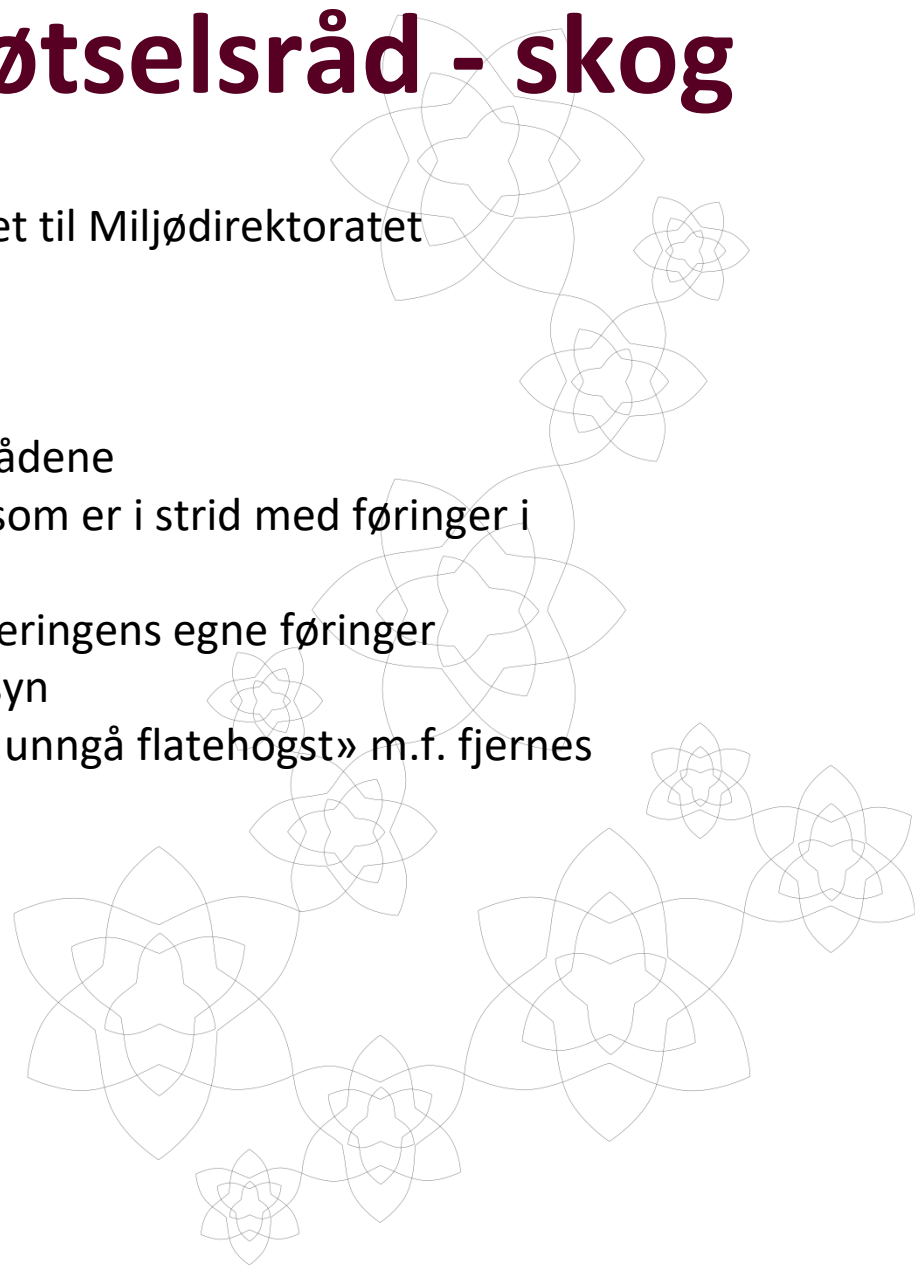 øtselsråd - skog
et til Miljødirektoratet
ådene
som er i strid med føringer i
eringens egne føringer
syn
unngå flatehogst» m.f. fjernes